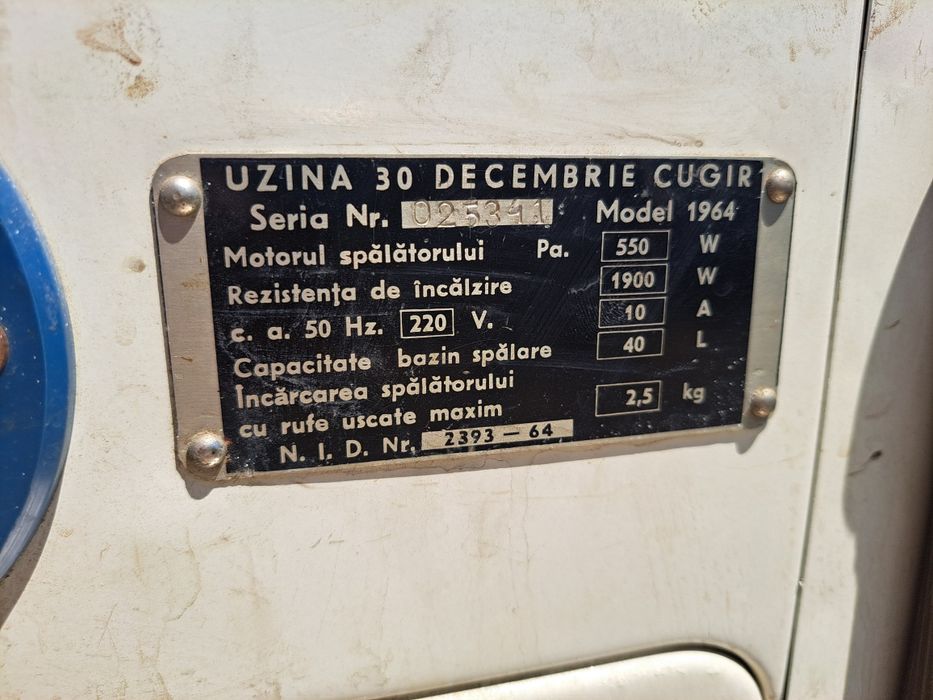 UZINA 30 DECEMBRIE CUGIR
Seria Nr. 025341 Model 1964
Motorul spălătorului Pa. 550 W
Rezistența de încălzire 1900 W
c. a. 50 Hz. 220 V. 10 A
Capacitate bazin spălare 40 L
Încărcarea spălătorului
cu rufe uscate maxim 2,5 kg
N. I. D. Nr. 2393 — 64